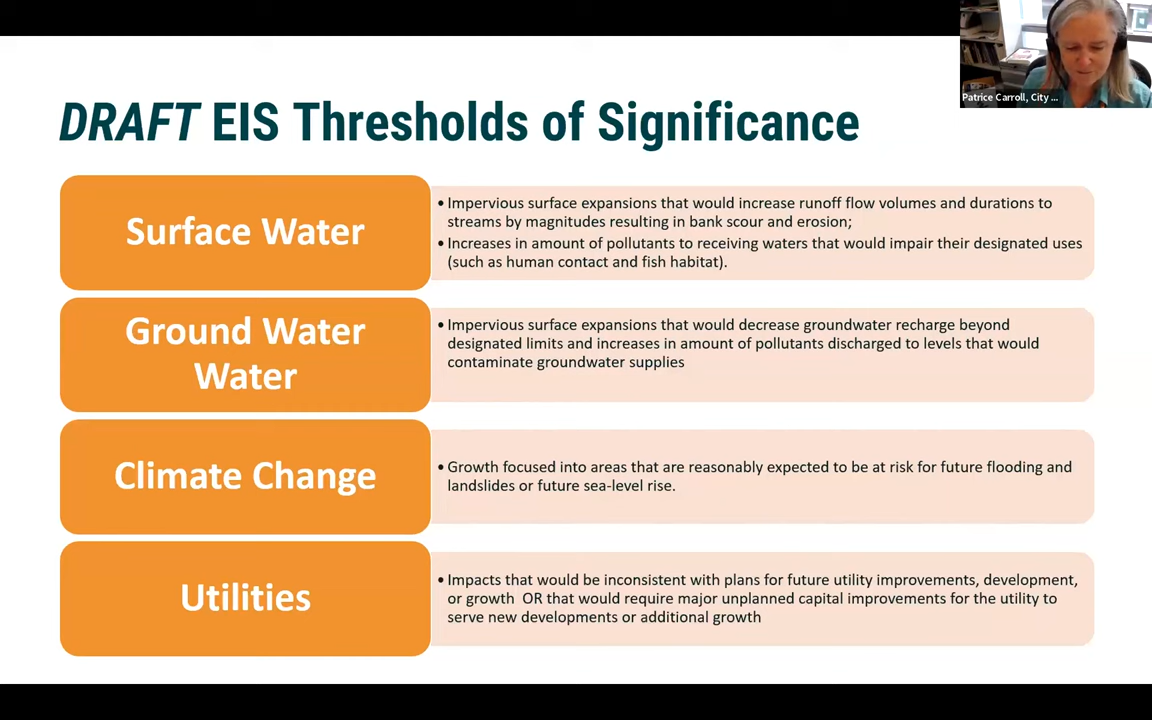 DRAFT EIS Thresholds of Significance
Patrice Carroll, City ...
Surface Water
• Impervious surface expansions that would increase runoff flow volumes and durations to
streams by magnitudes resulting in bank scour and erosion;
• Increases in amount of pollutants to receiving waters that would impair their designated uses
(such as human contact and fish habitat).
Ground Water
Water
• Impervious surface expansions that would decrease groundwater recharge beyond
designated limits and increases in amount of pollutants discharged to levels that would
contaminate groundwater supplies
Climate Change
• Growth focused into areas that are reasonably expected to be at risk for future flooding and
landslides or future sea-level rise.
Utilities
• Impacts that would be inconsistent with plans for future utility improvements, development,
or growth OR that would require major unplanned capital improvements for the utility to
serve new developments or additional growth